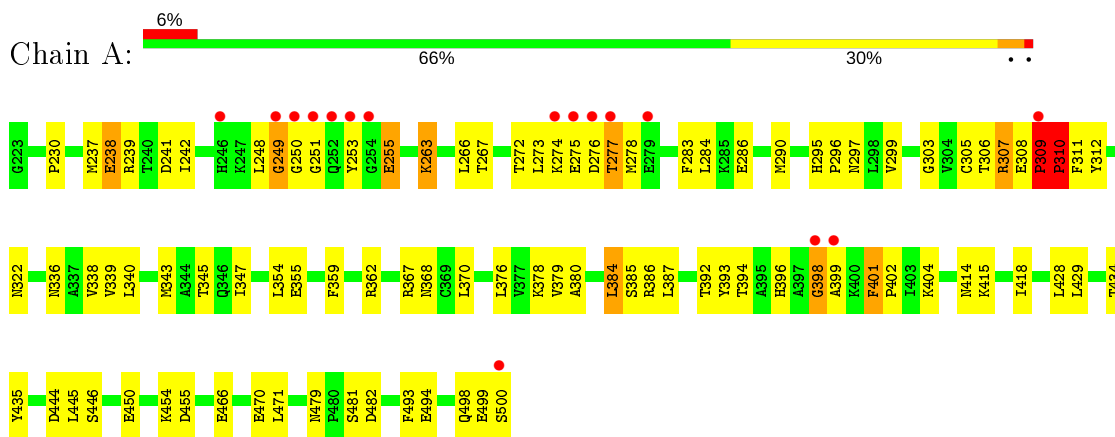 6%
Chain A:
66% 30% • •
G223 P230 M237 E238 R239 T240 D241 I242 H246 K247 L248 G249 G250 G251 Q252 Y253 G254 E255 K263 L266 T267 T272 L273 K274 E275 D276 T277 M278 E279 F283 L284 K285 E286 M290 H295 P296 N297 L298 V299 G303 V304 C305 T306 R307 E308 P309 P310 F311 Y312
N322 N336 A337 V338 V339 L340 M343 A344 T345 Q346 I347 L354 E355 F359 R362 R367 N368 C369 L370 L376 V377 K378 V379 A380 L384 S385 R386 L387 T392 Y393 T394 A395 H396 A397 G398 A399 K400 F401 P402 I403 K404 N414 K415 I418 L428 L429 T434
Y435 D444 L445 S446 E450 K454 D455 E466 E470 L471 N479 P480 S481 D482 F493 E494 Q498 E499 S500